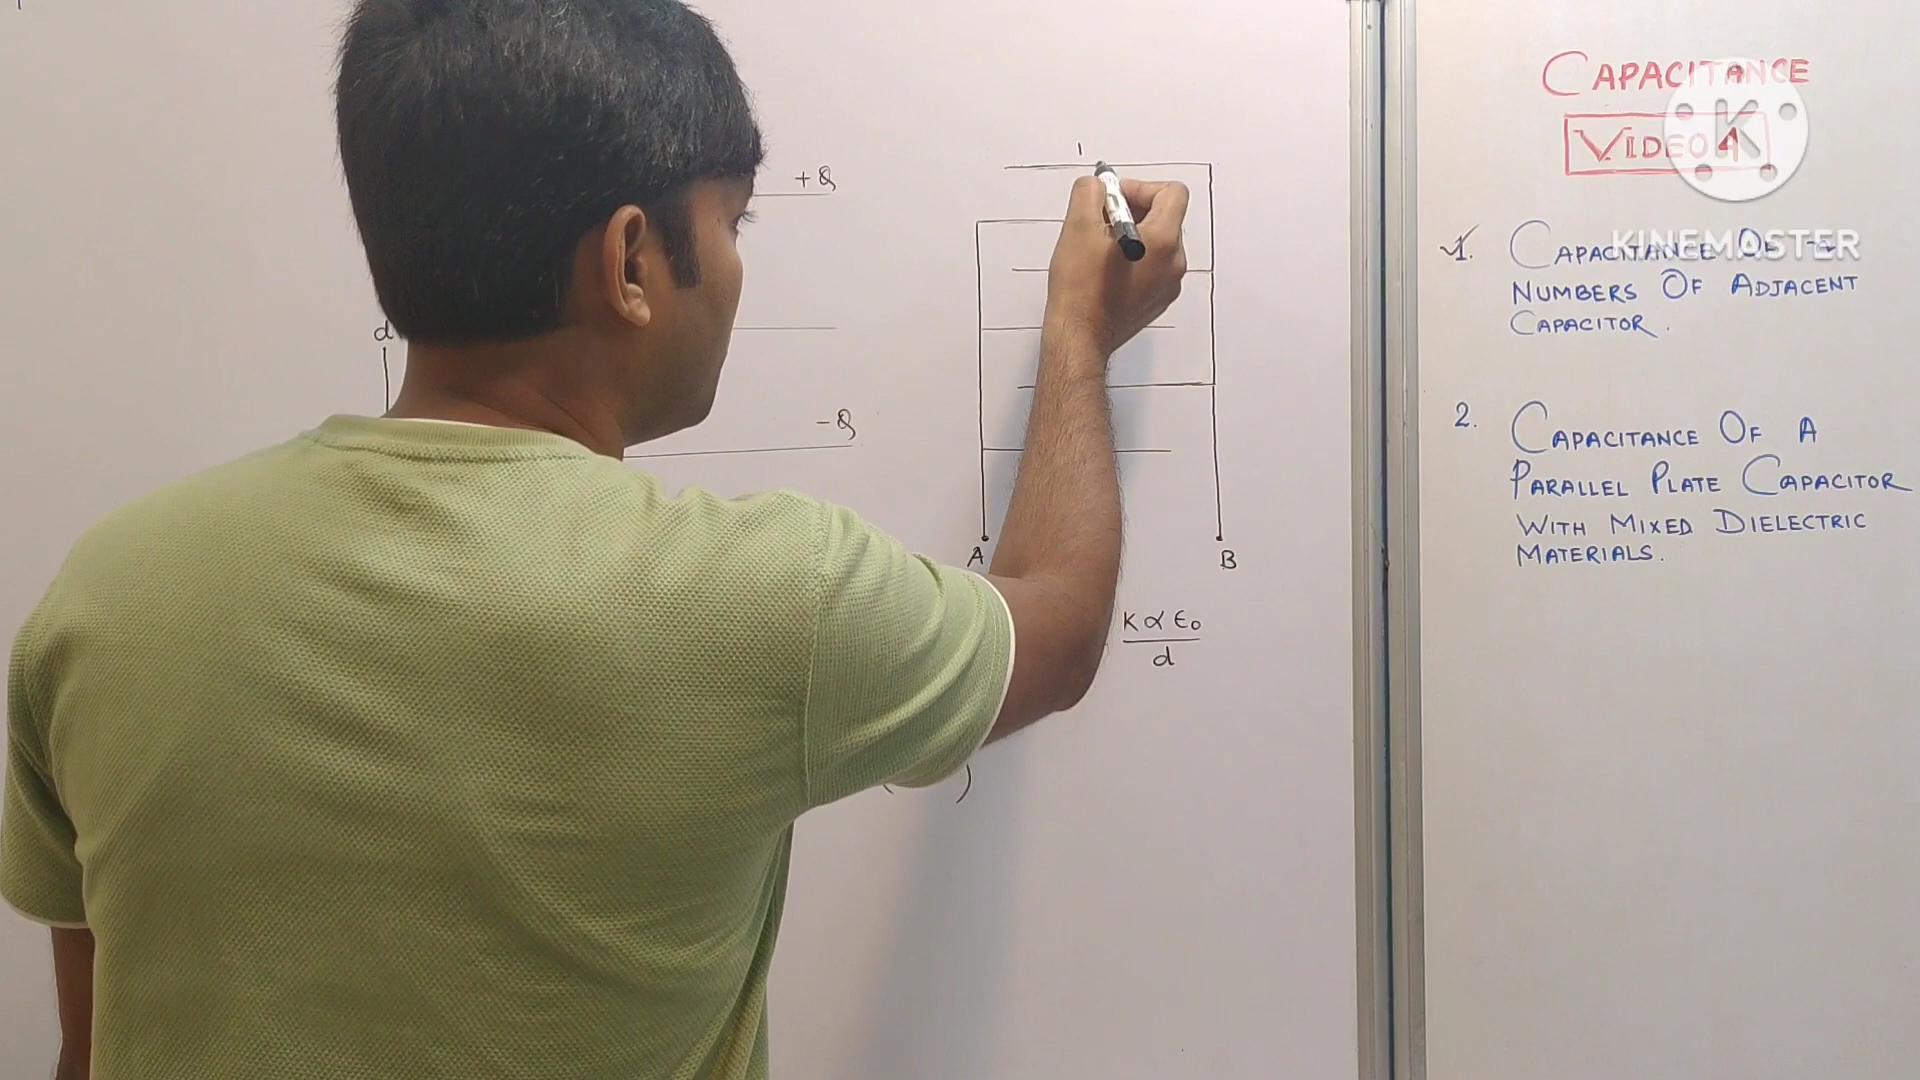 +Q
d
-Q
1
A
B
K α ε₀
d
( )
CAPACITANCE
VIDEO 4
K
KINEMASTER
✓1. CAPACITANCE OF
NUMBERS OF ADJACENT
CAPACITOR.
2. CAPACITANCE OF A
PARALLEL PLATE CAPACITOR
WITH MIXED DIELECTRIC
MATERIALS.